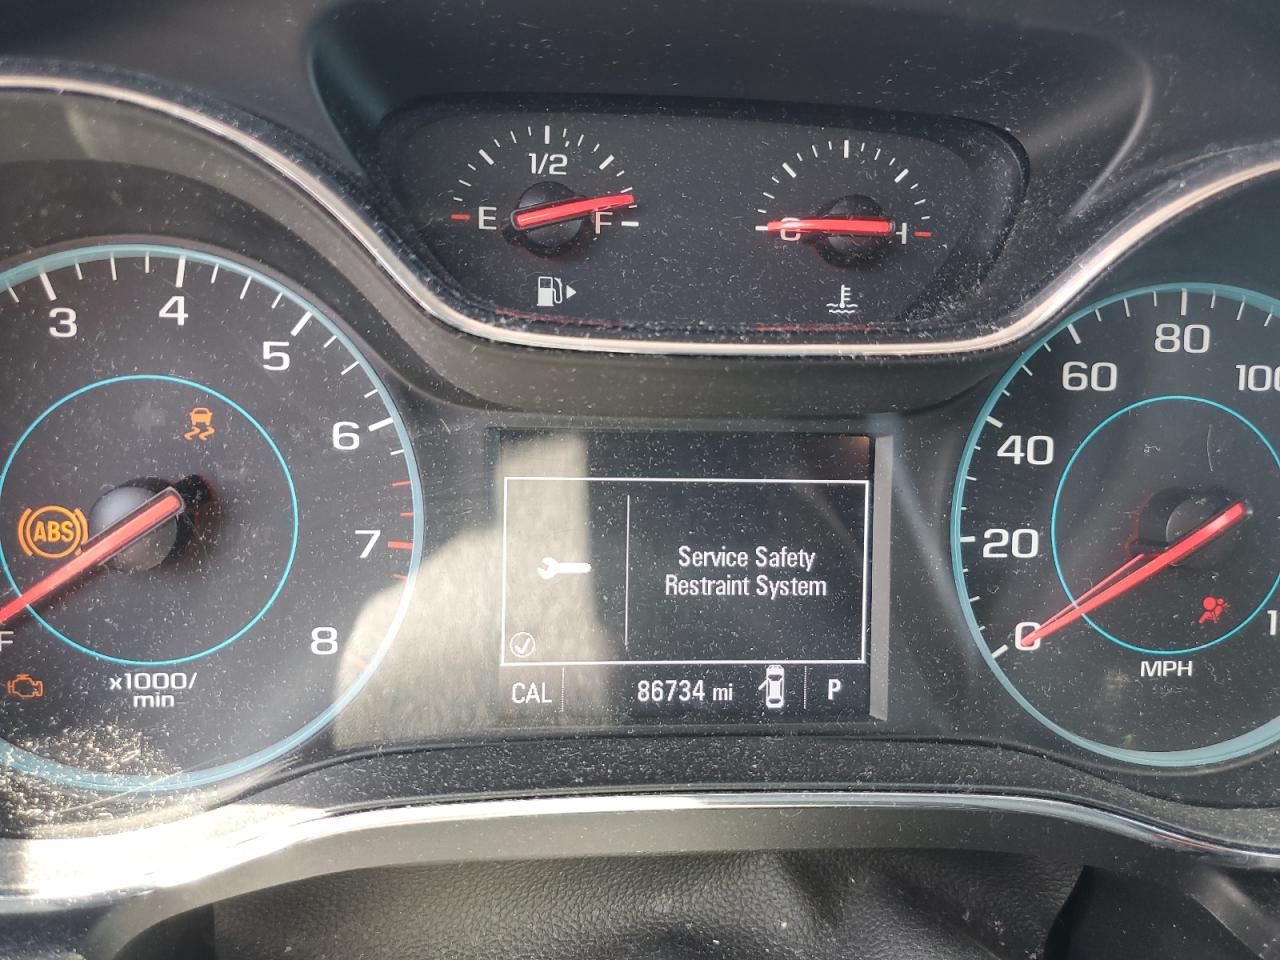 1/2
E F
C H
3 4 5 6 7 8
F
ABS
x1000/
min
Service Safety
Restraint System
CAL 86734 mi P
0 20 40 60 80 100
MPH